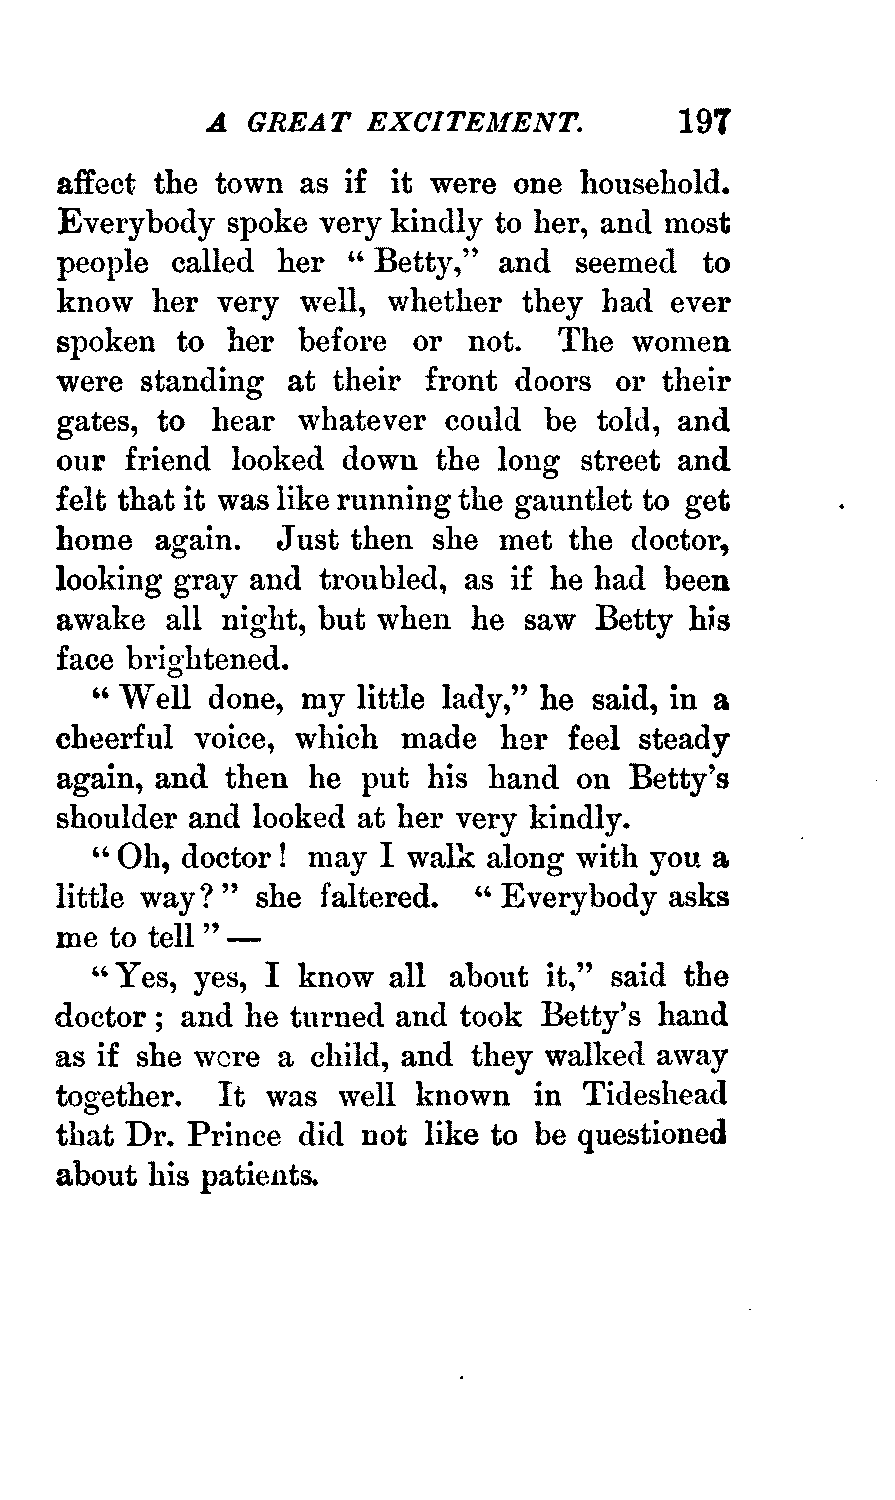 A GREAT EXCITEMENT. 197
affect the town as if it were one household.
Everybody spoke very kindly to her, and most
people called her “ Betty,” and seemed to
know her very well, whether they had ever
spoken to her before or not. The women
were standing at their front doors or their
gates, to hear whatever could be told, and
our friend looked down the long street and
felt that it was like running the gauntlet to get
home again. Just then she met the doctor,
looking gray and troubled, as if he had been
awake all night, but when he saw Betty his
face brightened.
“ Well done, my little lady,” he said, in a
cheerful voice, which made her feel steady
again, and then he put his hand on Betty’s
shoulder and looked at her very kindly.
“ Oh, doctor ! may I walk along with you a
little way? ” she faltered. “ Everybody asks
me to tell ” —
“ Yes, yes, I know all about it,” said the
doctor ; and he turned and took Betty’s hand
as if she were a child, and they walked away
together. It was well known in Tideshead
that Dr. Prince did not like to be questioned
about his patients.